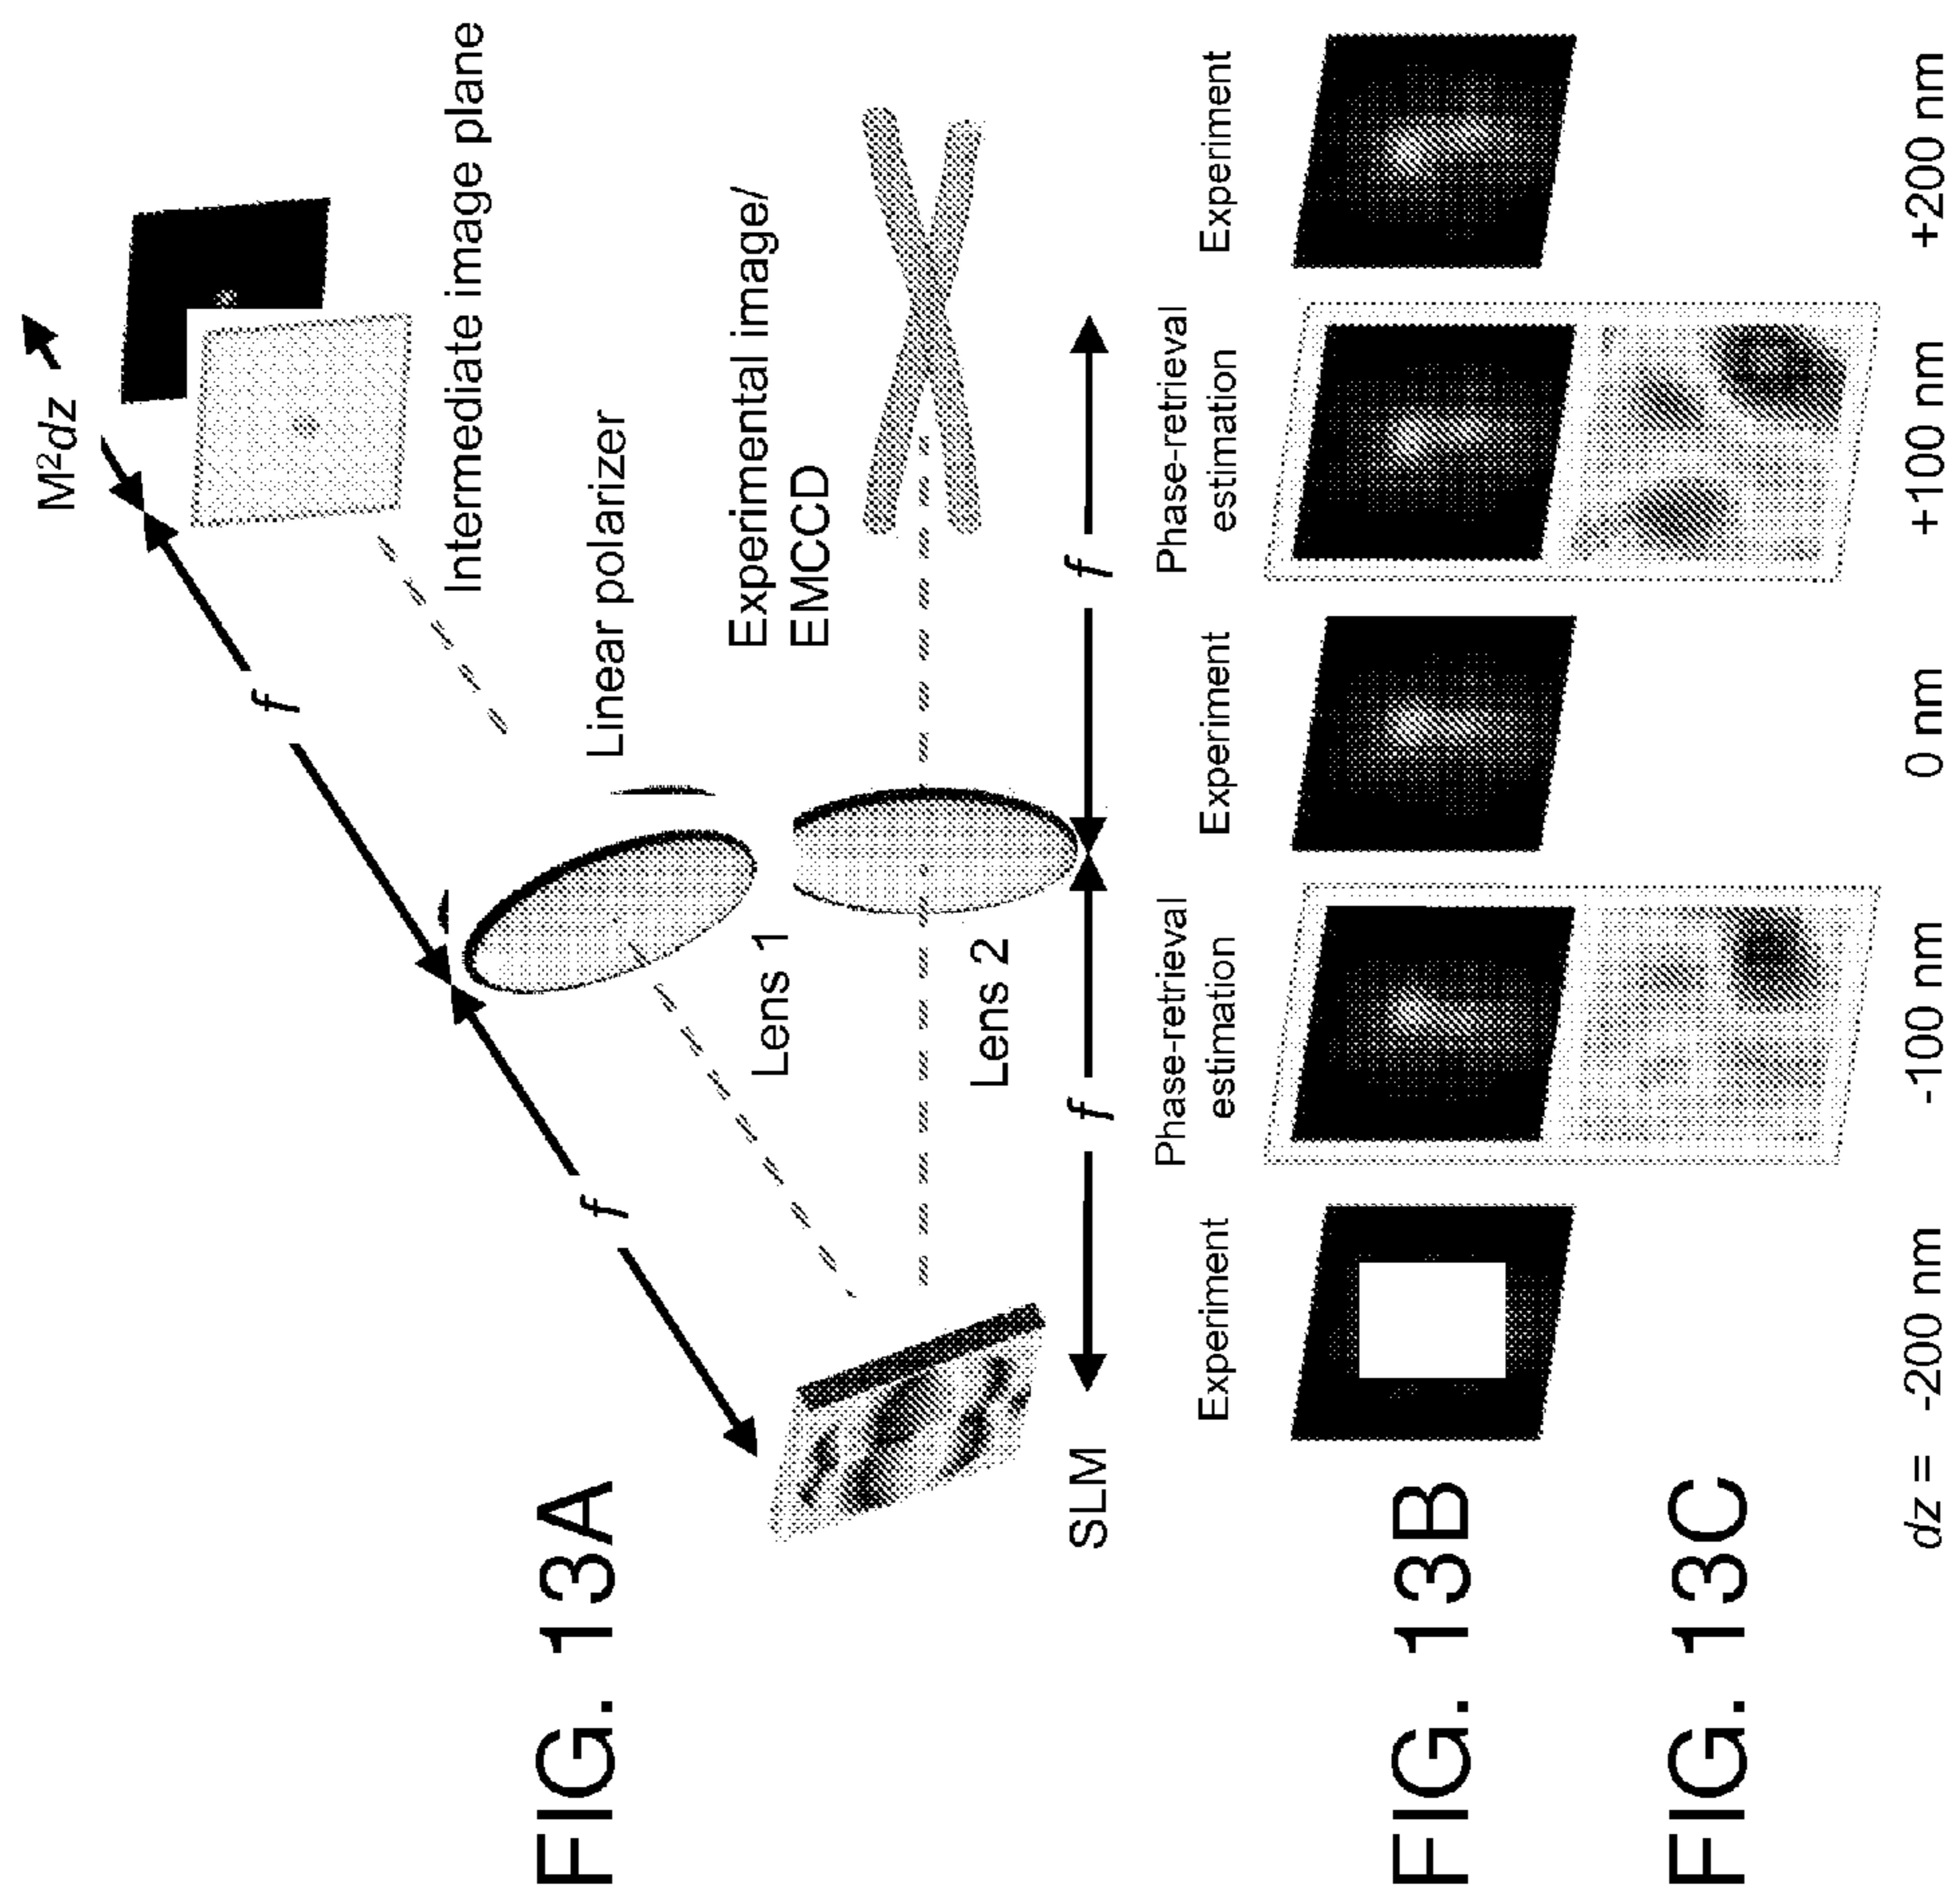 FIG. 13A
M²dz
f
f
Intermediate image plane
Linear polarizer
Lens 1
Experimental image/
EMCCD
Lens 2
SLM
f
f
FIG. 13B
Experiment
Phase-retrieval
estimation
Experiment
Phase-retrieval
estimation
Experiment
FIG. 13C
dz = -200 nm
-100 nm
0 nm
+100 nm
+200 nm